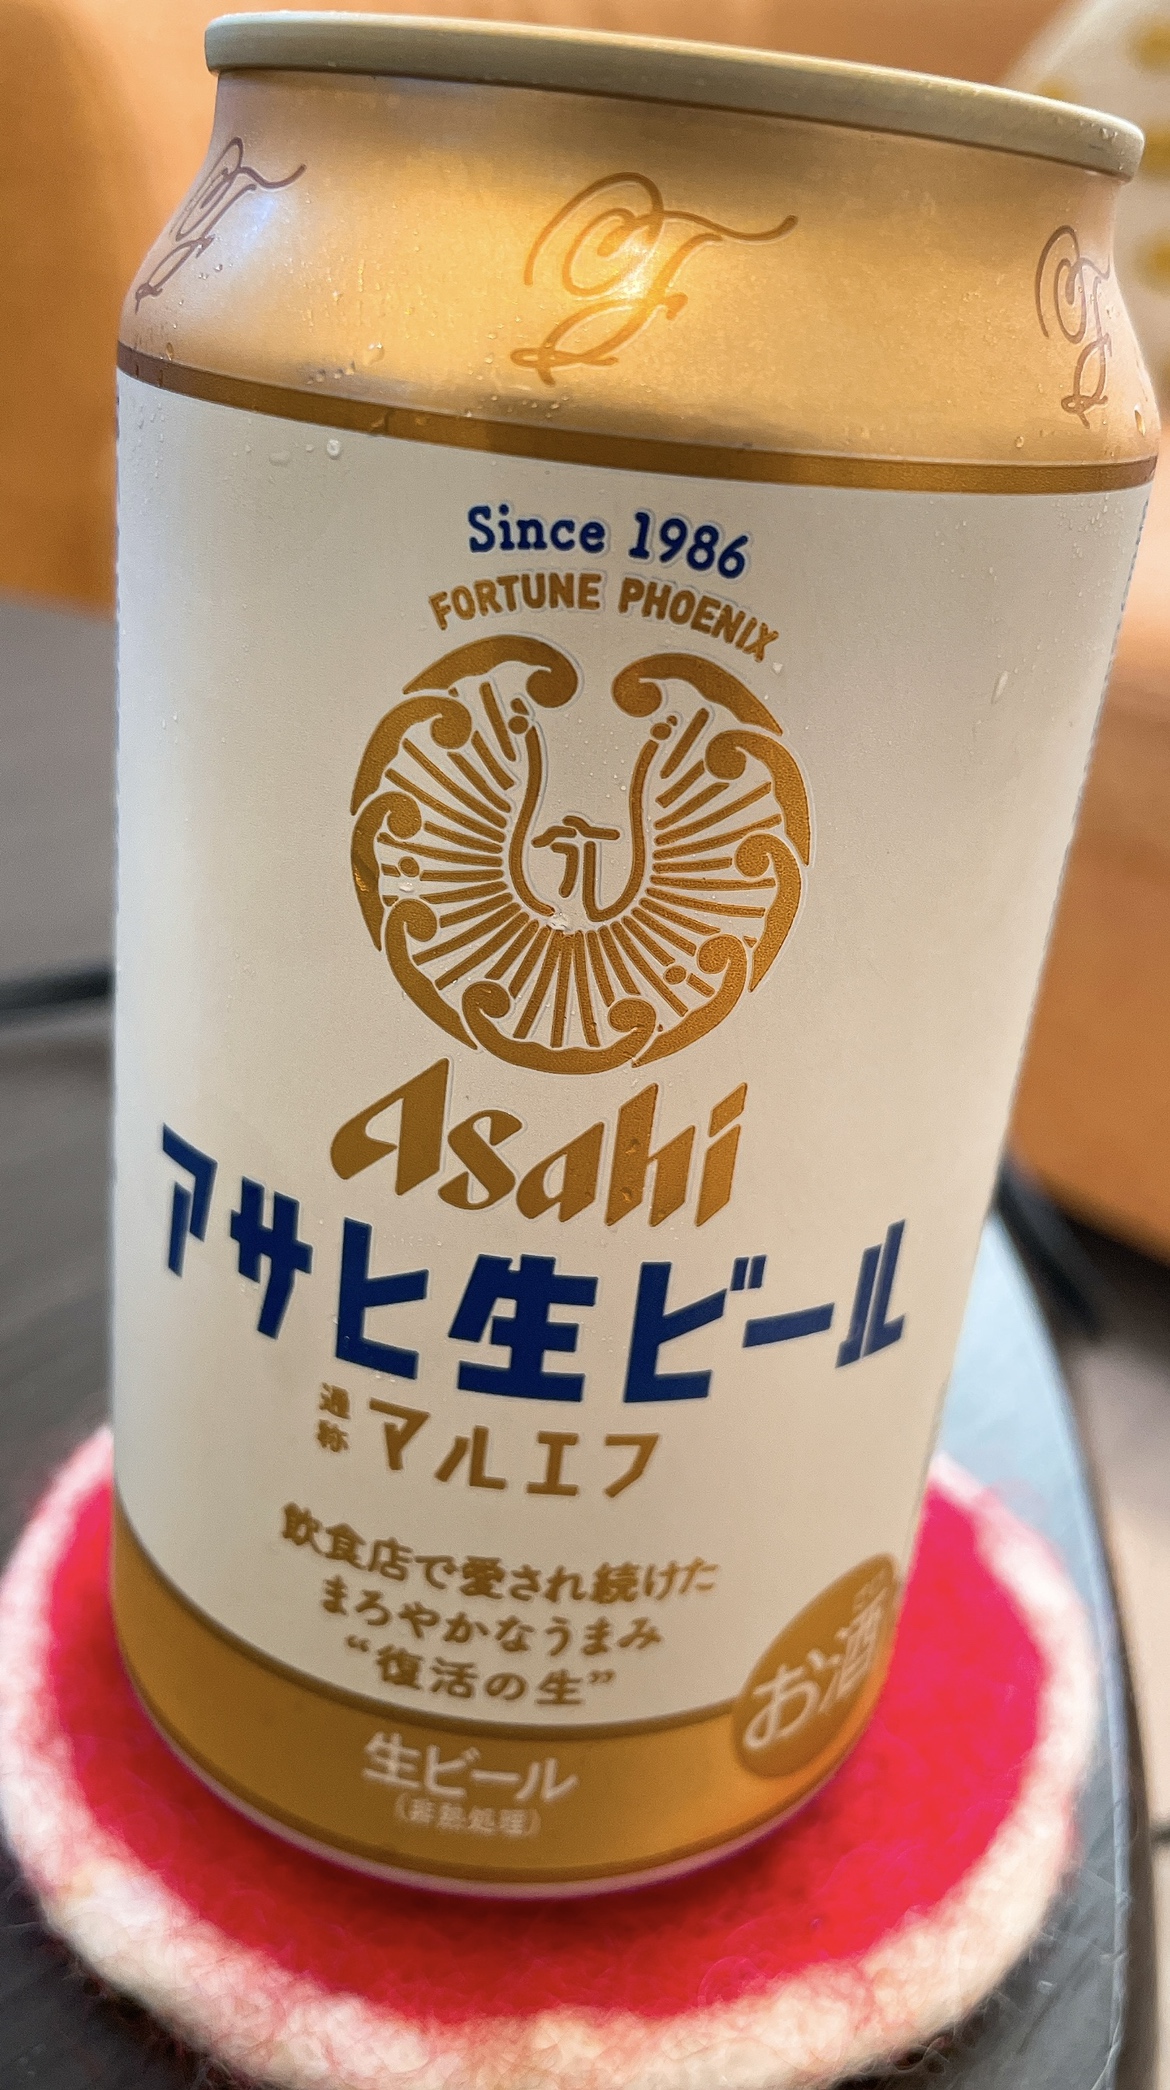 Since 1986
FORTUNE PHOENIX
Asahi
アサヒ生ビール
通称 マルエフ
飲食店で愛され続けた
まろやかなうまみ
“復活の生”
お酒
生ビール
(非熱処理)